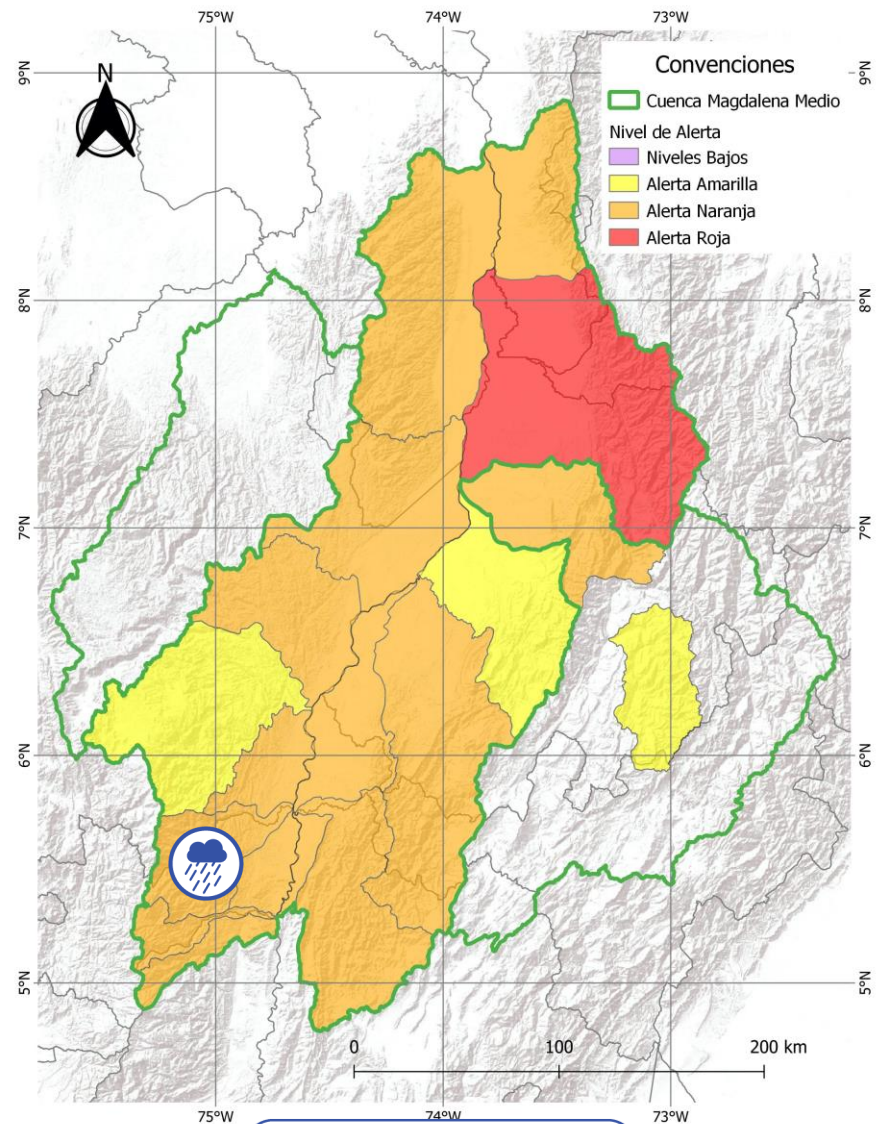 75°W 74°W 73°W
9°N 9°N
N
Convenciones
Cuenca Magdalena Medio
Nivel de Alerta
Niveles Bajos
Alerta Amarilla
Alerta Naranja
Alerta Roja
8°N 8°N
7°N 7°N
6°N 6°N
5°N 5°N
0 100 200 km
75°W 74°W 73°W